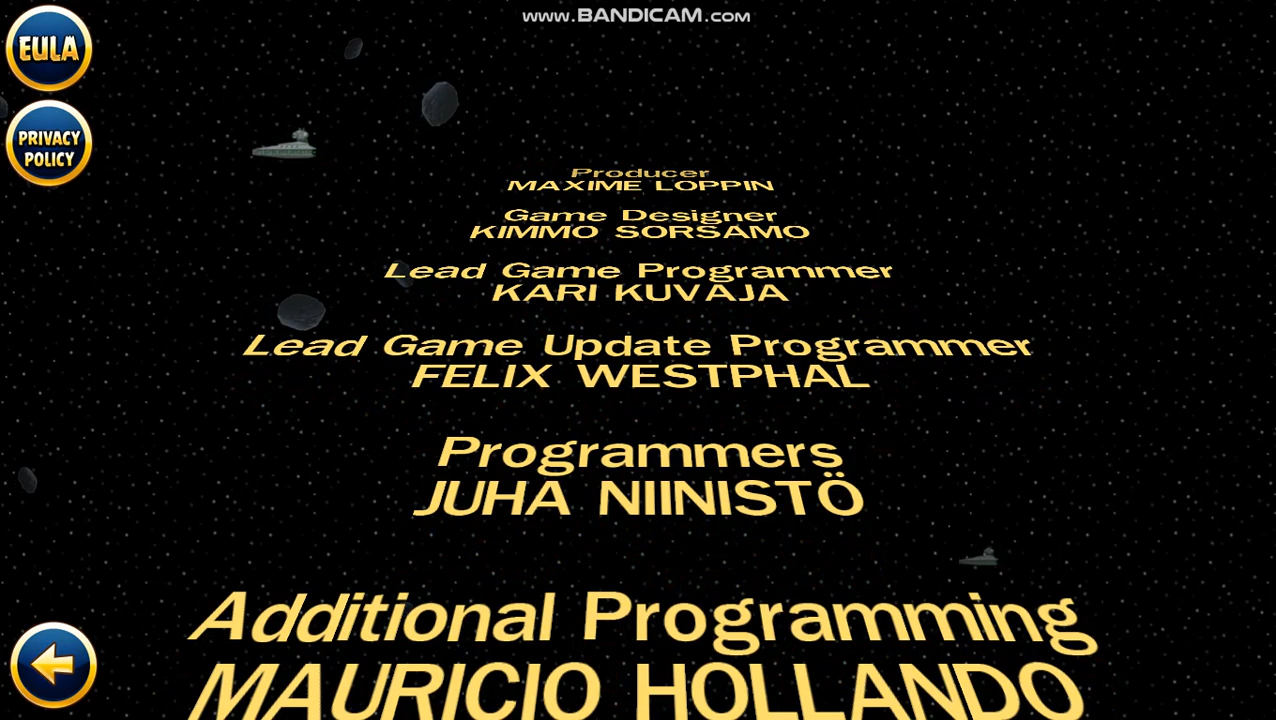 www.BANDICAM.com
EULA
PRIVACY
POLICY
Producer
MAXIME LOPPIN
Game Designer
KIMMO SORSAMO
Lead Game Programmer
KARI KUVAJA
Lead Game Update Programmer
FELIX WESTPHAL
Programmers
JUHA NIINISTÖ
Additional Programming
MAURICIO HOLLANDO